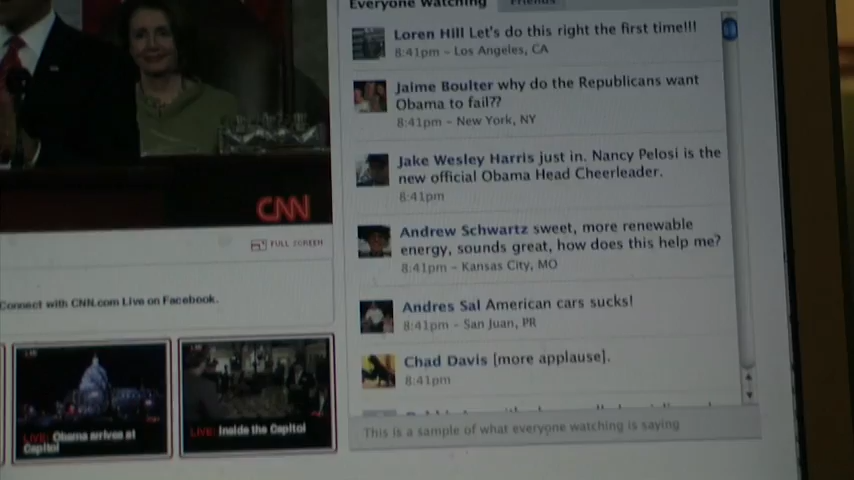 Everyone Watching
Friends
Loren Hill Let's do this right the first time!!!
8:41pm – Los Angeles, CA
Jaime Boulter why do the Republicans want
Obama to fail??
8:41pm – New York, NY
Jake Wesley Harris just in. Nancy Pelosi is the
new official Obama Head Cheerleader.
8:41pm
Andrew Schwartz sweet, more renewable
energy, sounds great, how does this help me?
8:41pm – Kansas City, MO
Andres Sal American cars sucks!
8:41pm – San Juan, PR
Chad Davis [more applause].
8:41pm
This is a sample of what everyone watching is saying
CNN
FULL SCREEN
Connect with CNN.com Live on Facebook.
LIVE: Obama arrives at
Capitol
LIVE: Inside the Capitol